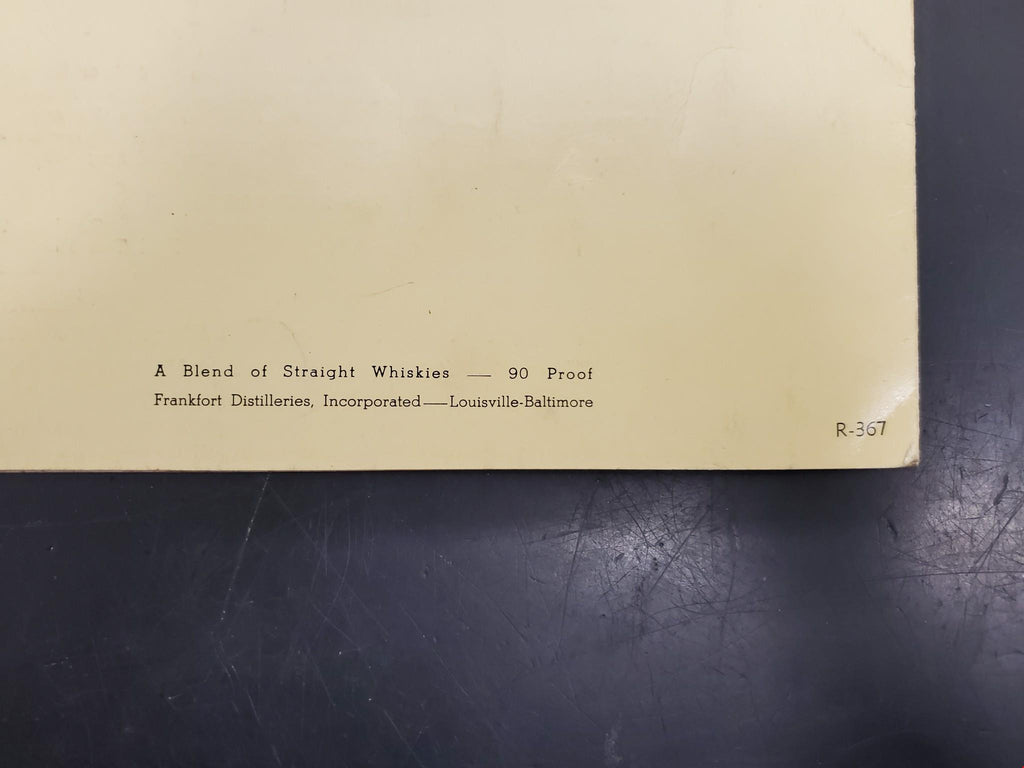 A Blend of Straight Whiskies — 90 Proof
Frankfort Distilleries, Incorporated—Louisville-Baltimore
R-367